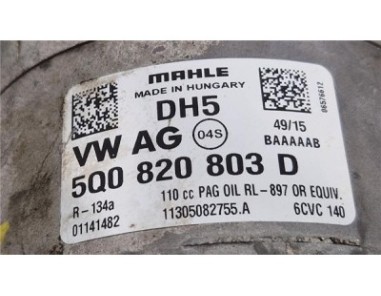 MAHLE
MADE IN HUNGARY
DH5
VW AG 04S
49/15
BAAAAAB
5Q0 820 803 D
R-134a
110 cc PAG OIL RL-897 OR EQUIV.
01141482
11305082755.A
6CVC 140